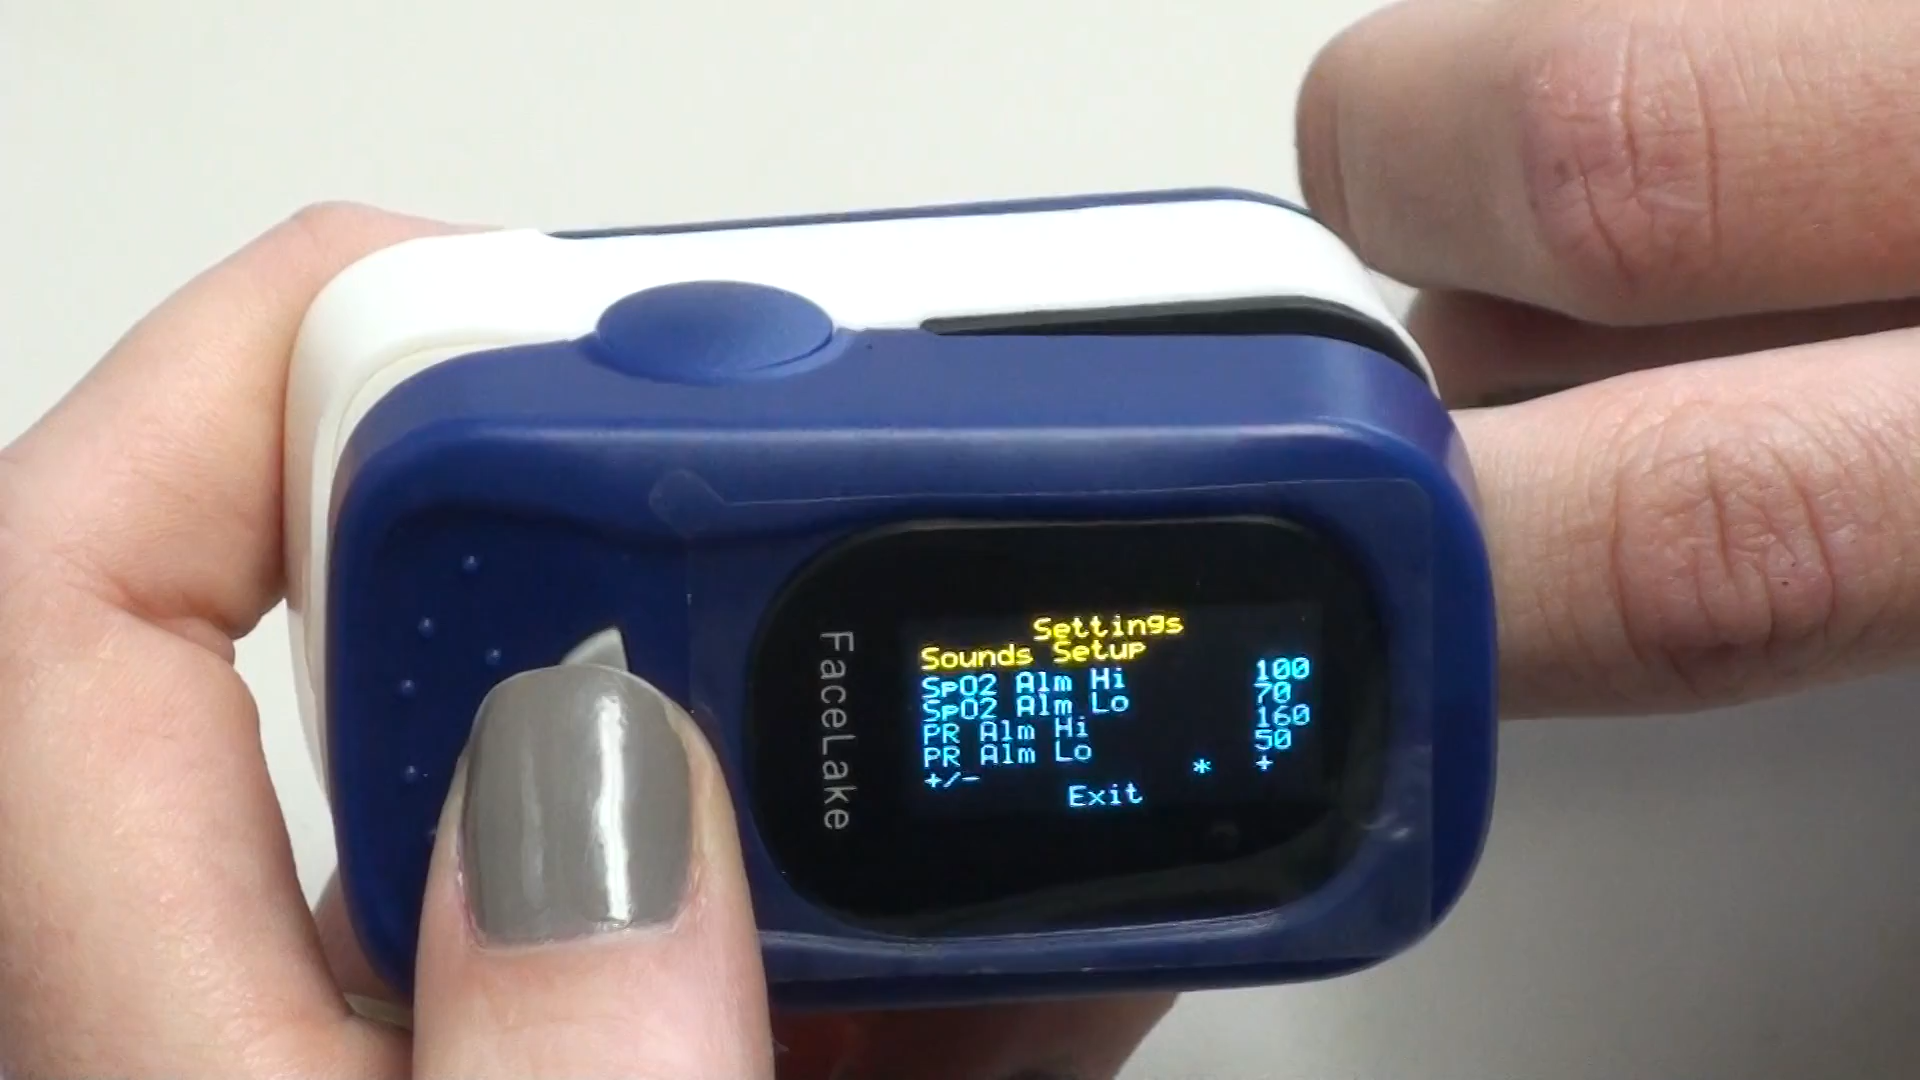 FaceLake
Settings
Sounds Setup
SpO2 Alm Hi 100
SpO2 Alm Lo 70
PR Alm Hi 160
PR Alm Lo 50
+/- * +
Exit